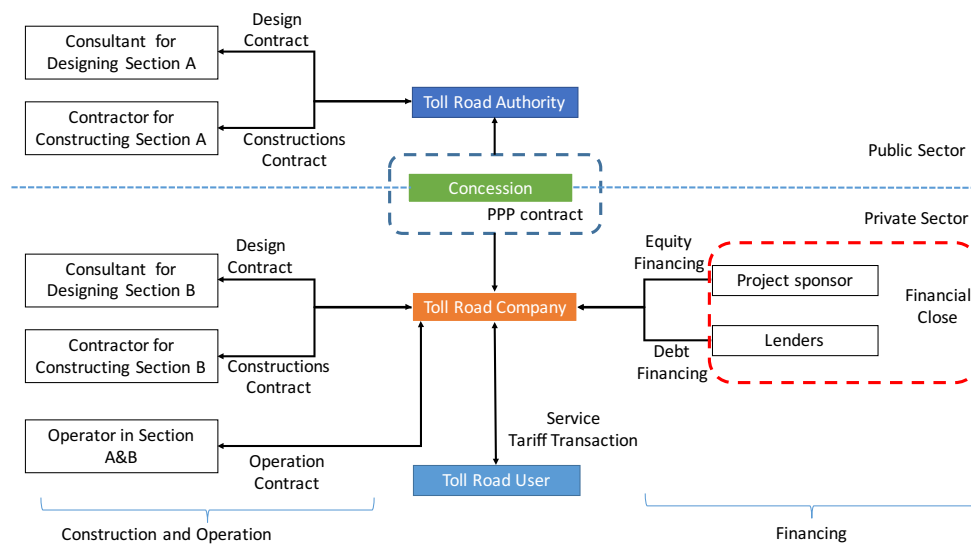 Design
Contract
Consultant for
Designing Section A
Toll Road Authority
Contractor for
Constructing Section A
Constructions
Contract
Public Sector
Concession
PPP contract
Private Sector
Design
Contract
Equity
Financing
Consultant for
Designing Section B
Project sponsor
Financial
Close
Toll Road Company
Contractor for
Constructing Section B
Constructions
Contract
Lenders
Debt
Financing
Operator in Section
A&B
Operation
Contract
Service
Tariff Transaction
Toll Road User
Construction and Operation
Financing